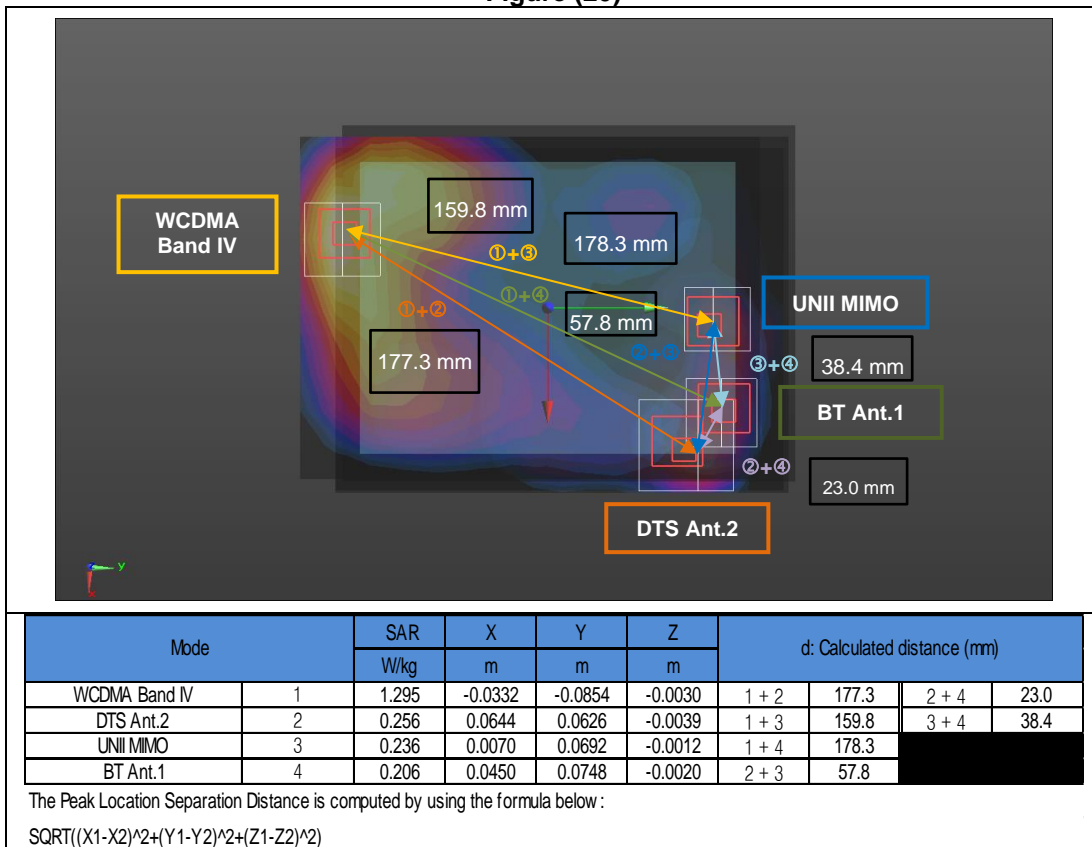 WCDMA
Band IV
159.8 mm
178.3 mm
①+③
①+②
①+④
57.8 mm
②+③
177.3 mm
UNII MIMO
③+④
38.4 mm
BT Ant.1
②+④
23.0 mm
DTS Ant.2
Y
X
Mode SAR X Y Z d: Calculated distance (mm)
W/kg m m m
WCDMA Band IV 1 1.295 -0.0332 -0.0854 -0.0030 1 + 2 177.3 2 + 4 23.0
DTS Ant.2 2 0.256 0.0644 0.0626 -0.0039 1 + 3 159.8 3 + 4 38.4
UNII MIMO 3 0.236 0.0070 0.0692 -0.0012 1 + 4 178.3
BT Ant.1 4 0.206 0.0450 0.0748 -0.0020 2 + 3 57.8
The Peak Location Separation Distance is computed by using the formula below :
SQRT((X1-X2)^2+(Y1-Y2)^2+(Z1-Z2)^2)